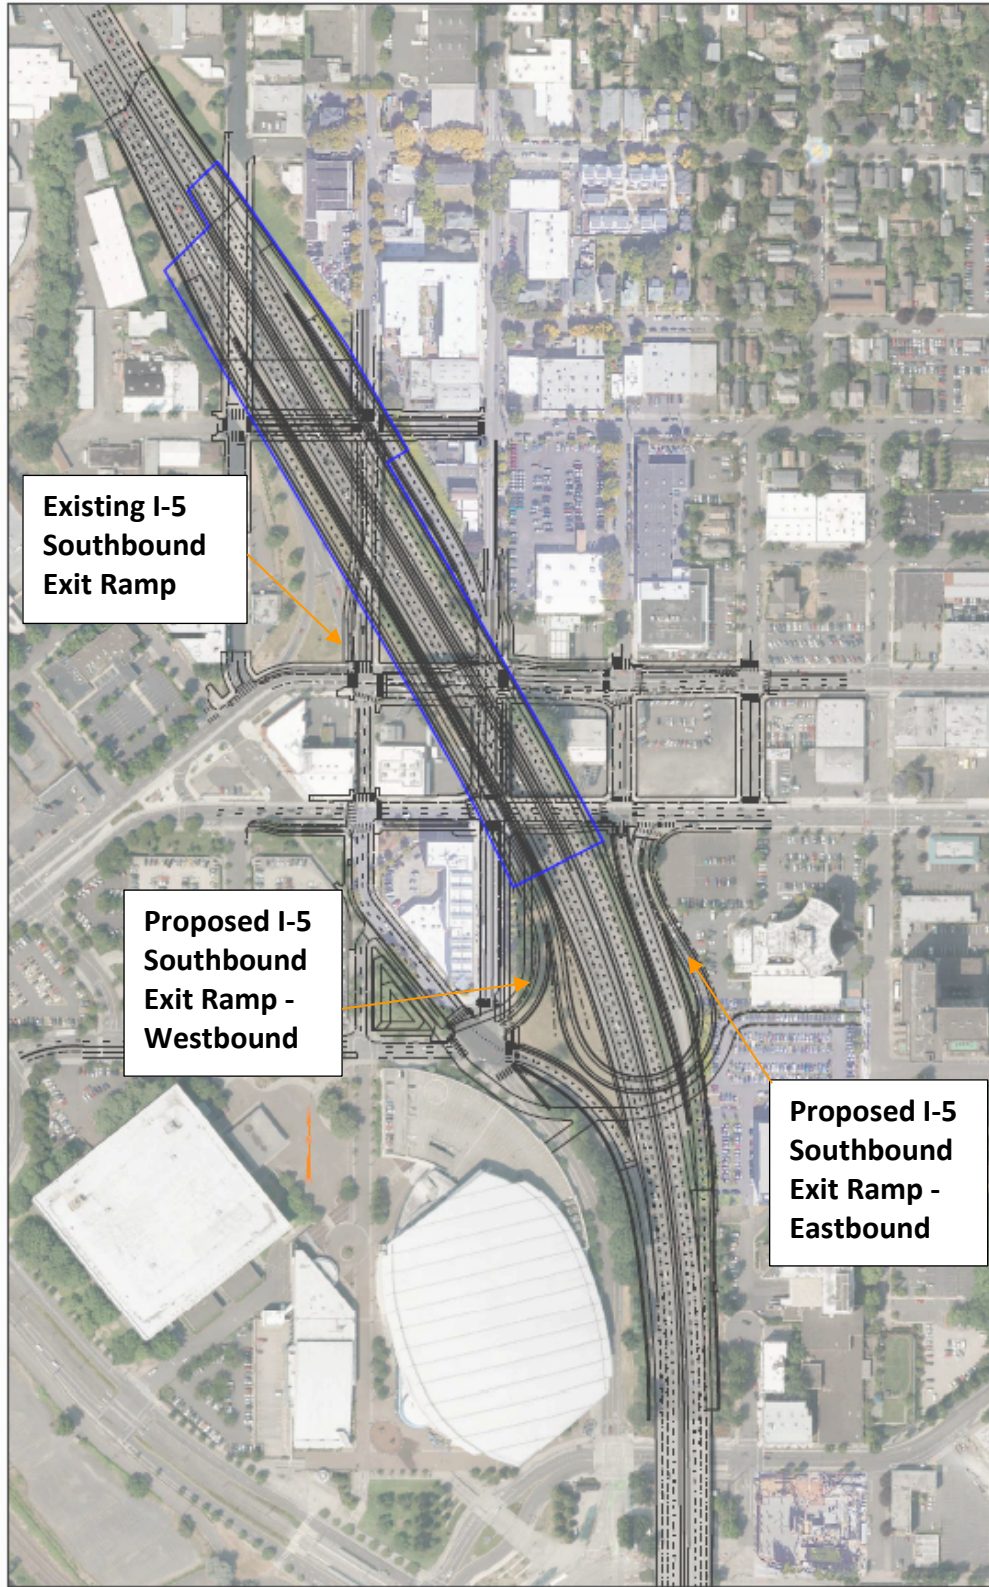 Existing I-5
Southbound
Exit Ramp
Proposed I-5
Southbound
Exit Ramp -
Westbound
Proposed I-5
Southbound
Exit Ramp -
Eastbound